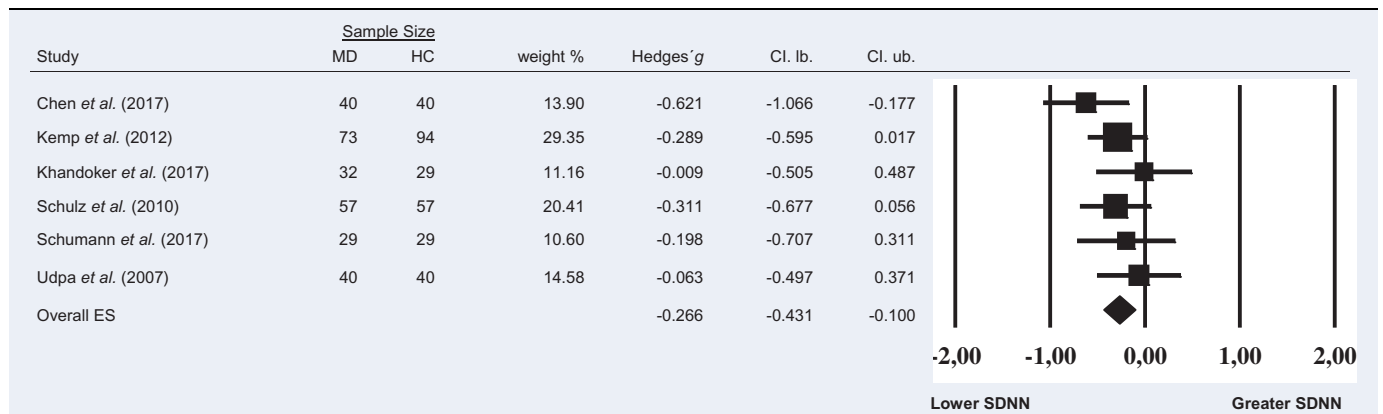 Sample Size
Study MD HC weight % Hedges´g CI. lb. CI. ub.
Chen et al. (2017) 40 40 13.90 -0.621 -1.066 -0.177
Kemp et al. (2012) 73 94 29.35 -0.289 -0.595 0.017
Khandoker et al. (2017) 32 29 11.16 -0.009 -0.505 0.487
Schulz et al. (2010) 57 57 20.41 -0.311 -0.677 0.056
Schumann et al. (2017) 29 29 10.60 -0.198 -0.707 0.311
Udpa et al. (2007) 40 40 14.58 -0.063 -0.497 0.371
Overall ES -0.266 -0.431 -0.100
-2,00 -1,00 0,00 1,00 2,00
Lower SDNN Greater SDNN